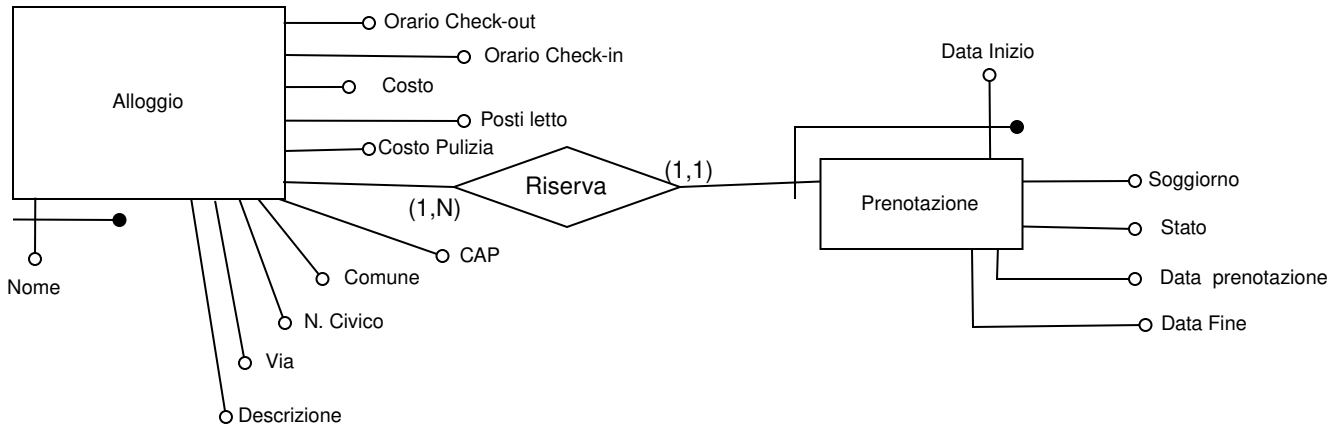 Orario Check-out
Orario Check-in
Data Inizio
Costo
Alloggio
Posti letto
Costo Pulizia
(1,1)
Riserva
Soggiorno
Prenotazione
(1,N)
Stato
CAP
Comune
Data prenotazione
Nome
N. Civico
Data Fine
Via
Descrizione